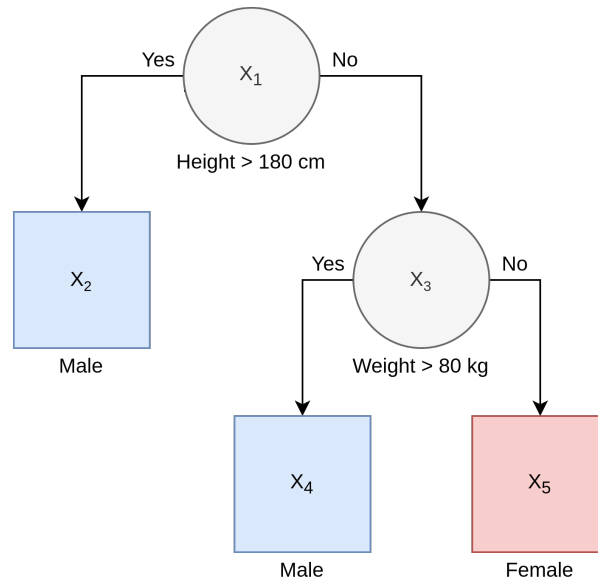 Yes
No
X1
Height > 180 cm
X2
Male
Yes
No
X3
Weight > 80 kg
X4
Male
X5
Female